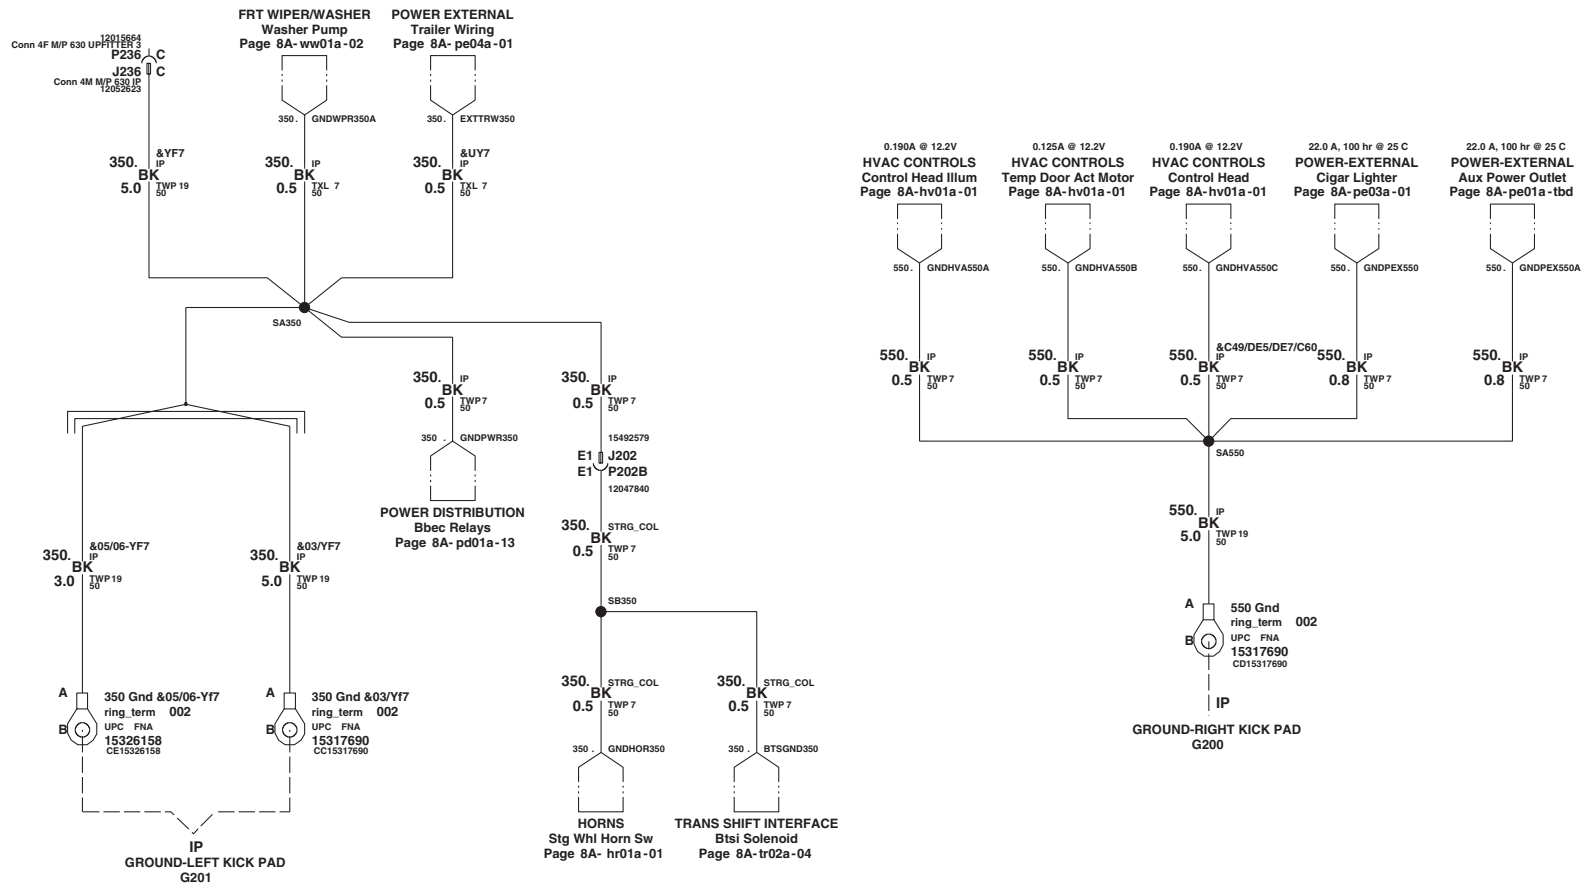 12015664
Conn 4F M/P 630 UPFITTER 3
P236 C
J236 C
Conn 4M M/P 630 IP
12052623
&YF7
350. IP
BK
5.0 TWP 19
50
FRT WIPER/WASHER
Washer Pump
Page 8A-ww01a-02
350. GNDWPR350A
350. IP
BK
0.5 TXL 7
50
POWER EXTERNAL
Trailer Wiring
Page 8A-pe04a-01
350. EXTTRW350
&UY7
350. IP
BK
0.5 TXL 7
50
SA350
350. IP
BK
0.5 TWP 7
50
350 . GNDPWR350
POWER DISTRIBUTION
Bbec Relays
Page 8A-pd01a-13
350. IP
BK
0.5 TWP 7
50
15492579
E1 J202
E1 P202B
12047840
350. STRG_COL
BK
0.5 TWP 7
50
SB350
350. STRG_COL
BK
0.5 TWP 7
50
350 . GNDHOR350
HORNS
Stg Whl Horn Sw
Page 8A- hr01a-01
350. STRG_COL
BK
0.5 TWP 7
50
350 . BTSGND350
TRANS SHIFT INTERFACE
Btsi Solenoid
Page 8A-tr02a-04
&05/06-YF7
350. IP
BK
3.0 TWP 19
50
A
B
350 Gnd &05/06-Yf7
ring_term 002
UPC FNA
15326158
CE15326158
&03/YF7
350. IP
BK
5.0 TWP 19
50
A
B
350 Gnd &03/Yf7
ring_term 002
UPC FNA
15317690
CC15317690
IP
GROUND-LEFT KICK PAD
G201
0.190A @ 12.2V
HVAC CONTROLS
Control Head Illum
Page 8A-hv01a-01
550. GNDHVA550A
550. IP
BK
0.5 TWP 7
50
0.125A @ 12.2V
HVAC CONTROLS
Temp Door Act Motor
Page 8A-hv01a-01
550. GNDHVA550B
550. IP
BK
0.5 TWP 7
50
0.190A @ 12.2V
HVAC CONTROLS
Control Head
Page 8A-hv01a-01
550. GNDHVA550C
&C49/DE5/DE7/C60
550. IP
BK
0.5 TWP 7
50
22.0 A, 100 hr @ 25 C
POWER-EXTERNAL
Cigar Lighter
Page 8A-pe03a-01
550. GNDPEX550
550. IP
BK
0.8 TWP 7
50
22.0 A, 100 hr @ 25 C
POWER-EXTERNAL
Aux Power Outlet
Page 8A-pe01a-tbd
550. GNDPEX550A
550. IP
BK
0.8 TWP 7
50
SA550
550. IP
BK
5.0 TWP 19
50
A
B
550 Gnd
ring_term 002
UPC FNA
15317690
CD15317690
IP
GROUND-RIGHT KICK PAD
G200